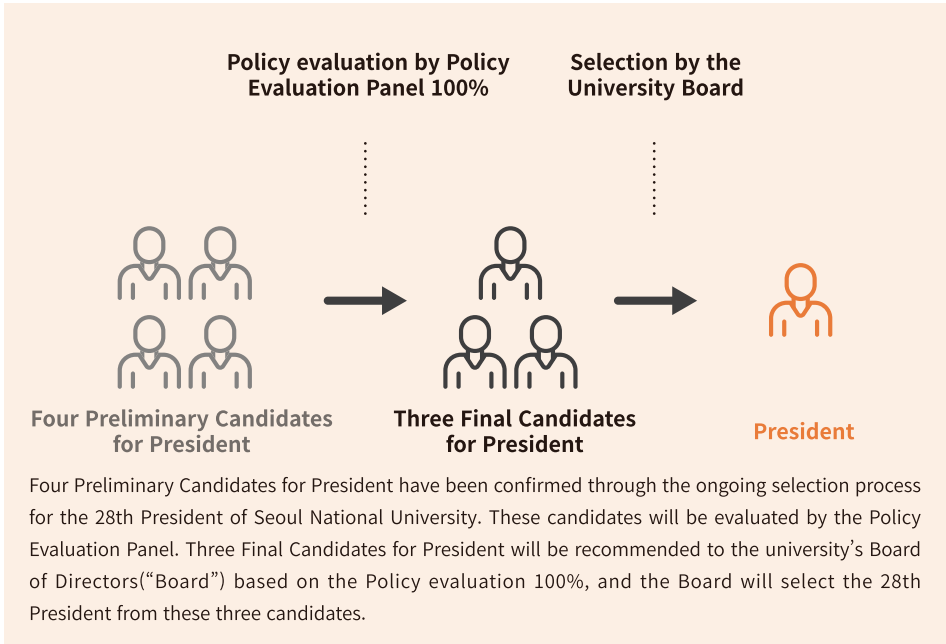 Policy evaluation by Policy
Evaluation Panel 100%
Selection by the
University Board
Four Preliminary Candidates
for President
Three Final Candidates
for President
President
Four Preliminary Candidates for President have been confirmed through the ongoing selection process
for the 28th President of Seoul National University. These candidates will be evaluated by the Policy
Evaluation Panel. Three Final Candidates for President will be recommended to the university’s Board
of Directors(“Board”) based on the Policy evaluation 100%, and the Board will select the 28th
President from these three candidates.